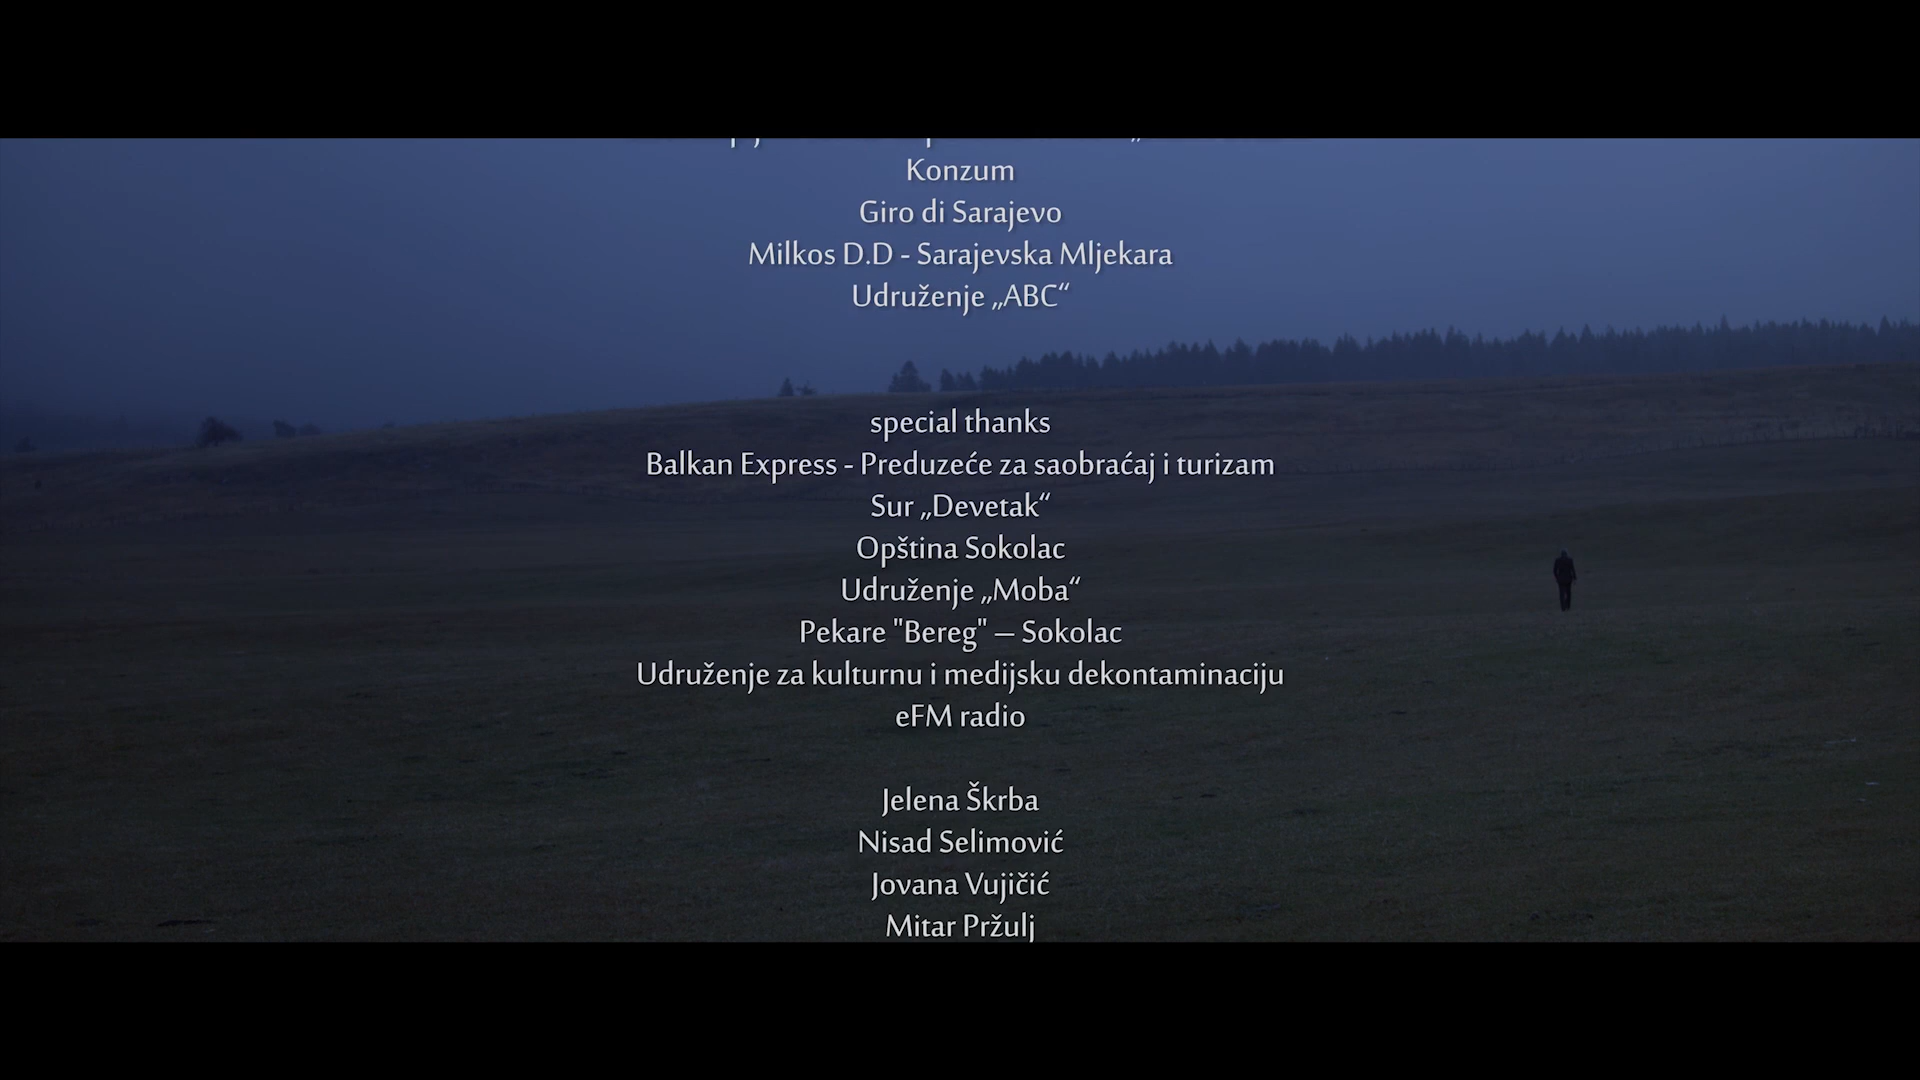 Konzum
Giro di Sarajevo
Milkos D.D - Sarajevska Mljekara
Udruženje „ABC“
special thanks
Balkan Express - Preduzeće za saobraćaj i turizam
Sur „Devetak“
Opština Sokolac
Udruženje „Moba“
Pekare "Bereg" — Sokolac
Udruženje za kulturnu i medijsku dekontaminaciju
eFM radio
Jelena Škrba
Nisad Selimović
Jovana Vujičić
Mitar Pržulj